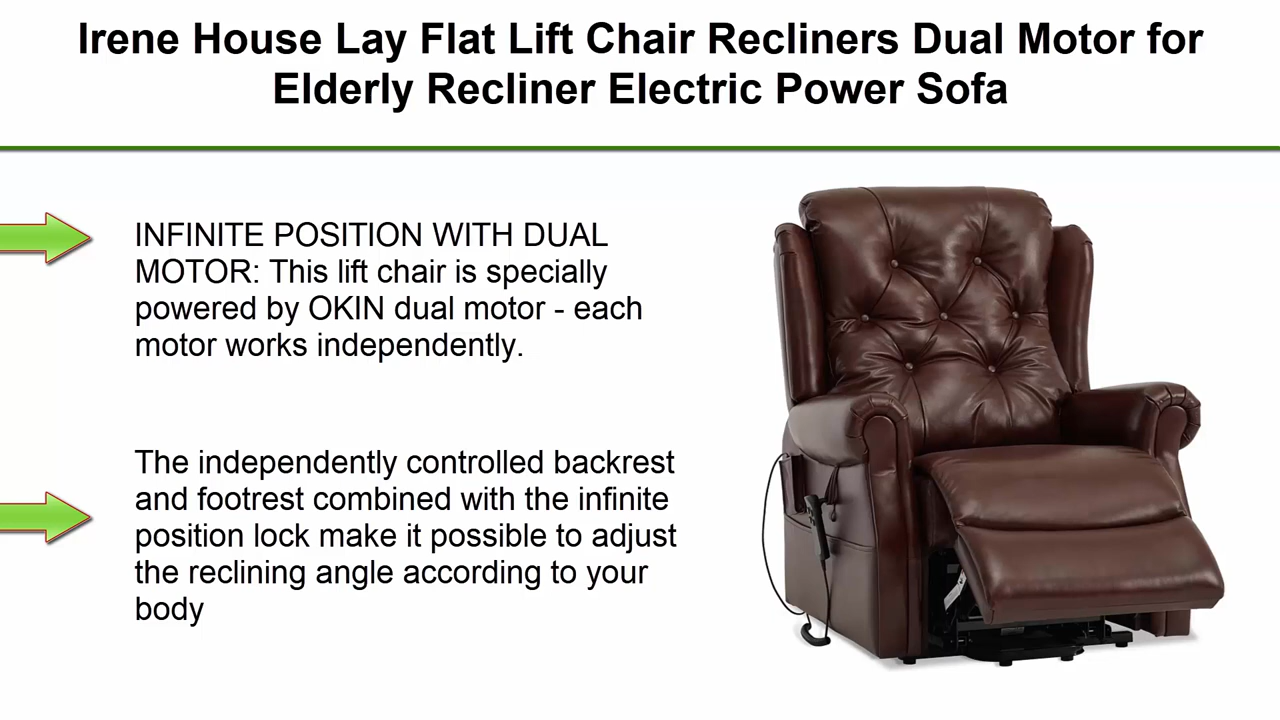 Irene House Lay Flat Lift Chair Recliners Dual Motor for
Elderly Recliner Electric Power Sofa
INFINITE POSITION WITH DUAL
MOTOR: This lift chair is specially
powered by OKIN dual motor - each
motor works independently.
The independently controlled backrest
and footrest combined with the infinite
position lock make it possible to adjust
the reclining angle according to your
body